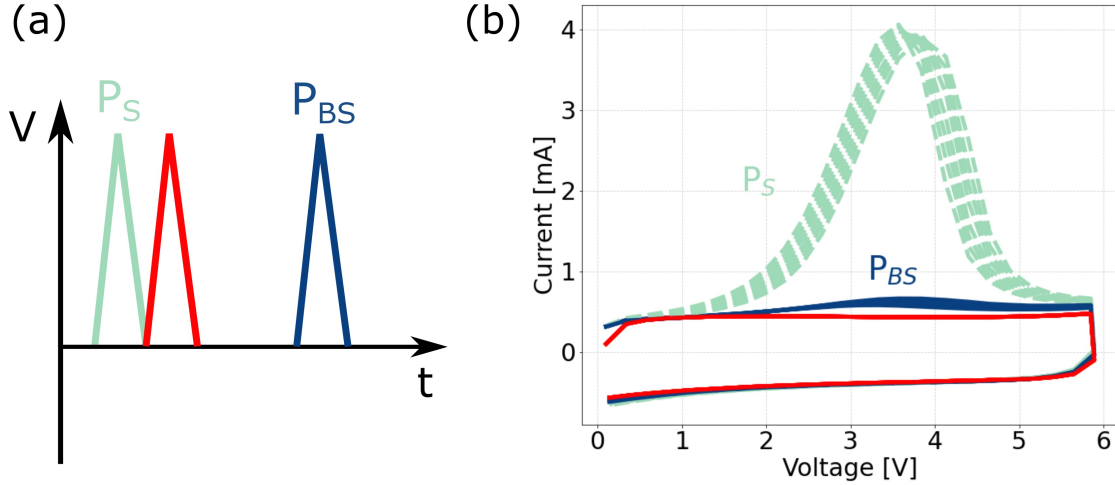 (a)
V
P_S
P_BS
t
(b)
Current [mA]
4
3
2
1
0
P_S
P_BS
0 1 2 3 4 5 6
Voltage [V]